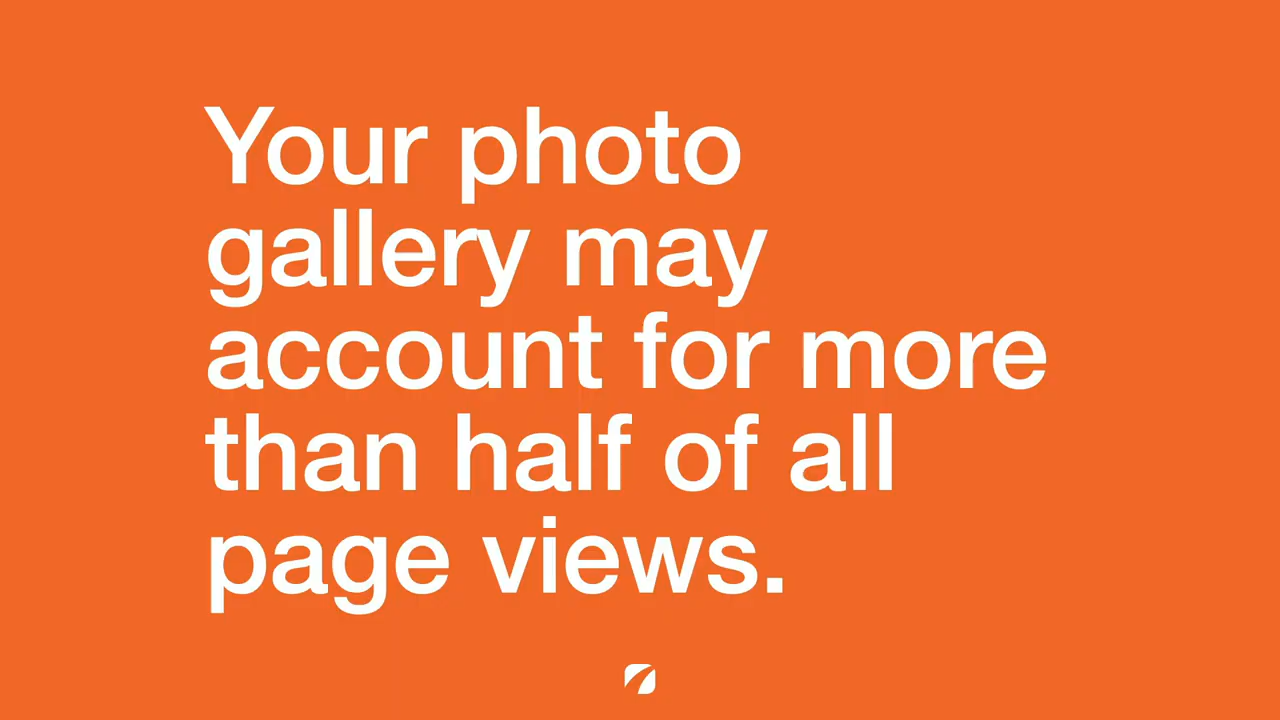 Your photo
gallery may
account for more
than half of all
page views.